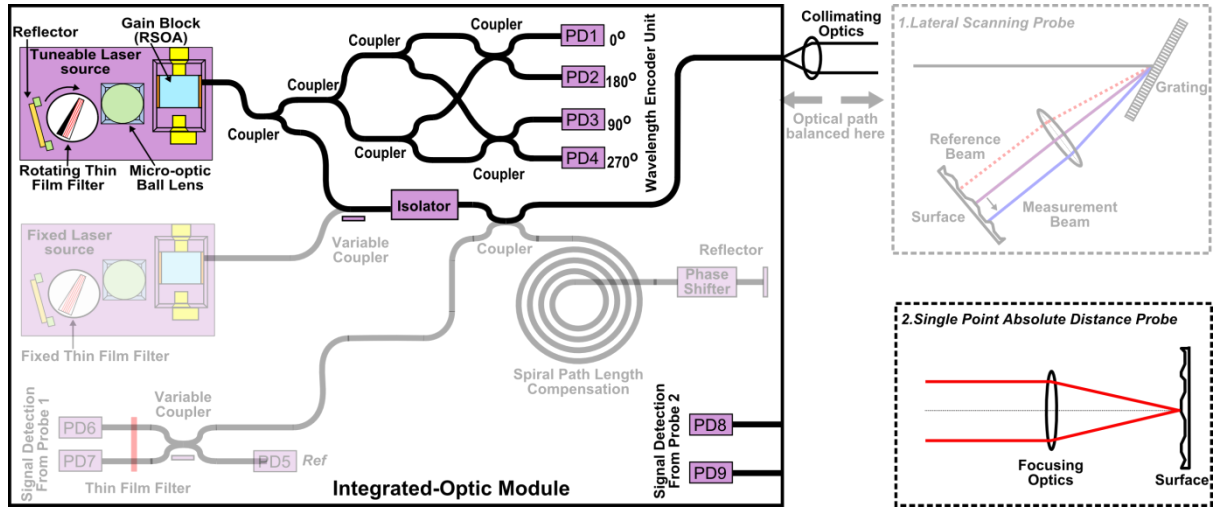 Gain Block
(RSOA)
Reflector
Tuneable Laser
source
Rotating Thin
Film Filter
Micro-optic
Ball Lens
Coupler
Coupler
Coupler
Coupler
Coupler
Coupler
PD1 0º
PD2 180º
PD3 90º
PD4 270º
Wavelength Encoder Unit
Isolator
Variable
Coupler
Coupler
Fixed Laser
source
Fixed Thin Film Filter
Reflector
Phase
Shifter
Spiral Path Length
Compensation
Signal Detection
From Probe 1
Variable
Coupler
PD6
PD7
PD5 Ref
Thin Film Filter
Integrated-Optic Module
Signal Detection
From Probe 2
PD8
PD9
Collimating
Optics
Optical path
balanced here
1.Lateral Scanning Probe
Grating
Reference
Beam
Surface
Measurement
Beam
2.Single Point Absolute Distance Probe
Focusing
Optics
Surface